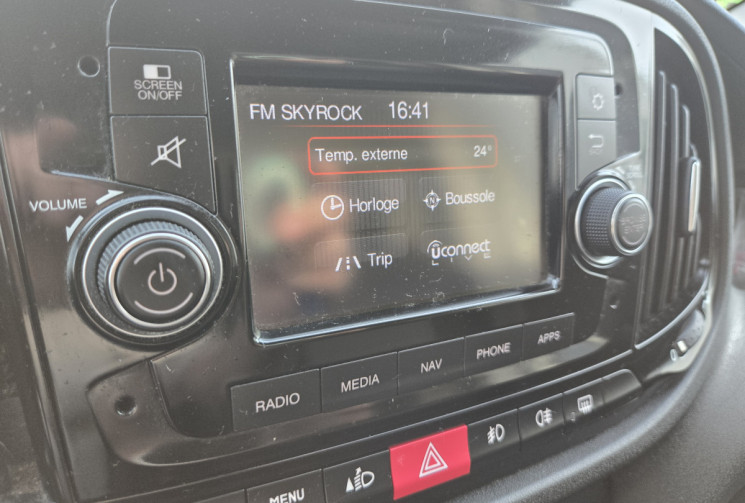 SCREEN
ON/OFF
FM SKYROCK 16:41
Temp. externe 24°
VOLUME
Horloge
N
Boussole
Trip
uconnect
LIVE
RADIO
MEDIA
NAV
PHONE
APPS
MENU